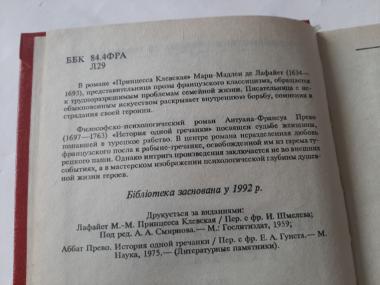 ББК 84.4ФРА
Л29
В романе «Принцесса Клевская» Мари-Мадлен де Лафайет (1634—
1693), представительница прозы французского классицизма, обращается
к трудноразрешимым проблемам семейной жизни. Писательница с не-
обыкновенным искусством раскрывает внутреннюю борьбу, сомнения и
страдания своей героини.
Философско-психологический роман Антуана-Франсуа Прево
(1697—1763) «История одной гречанки» посвящен судьбе женщины,
попавшей в турецкое рабство. В центре романа неразделенная любовь
французского посла к рабыне-гречанке, освобожденной им из гарема ту-
рецкого паши. Однако интрига произведения заключается не во внешних
событиях, а в мастерском изображении психологической глубины душев-
ной жизни героев.
Бібліотека заснована у 1992 р.
Друкується за виданнями:
Лафайет М.-М. Принцесса Клевская / Пер. с фр. И. Шмелева;
Под ред. А. А. Смирнова.— М.: Гослитиздат, 1959;
Аббат Прево. История одной гречанки / Пер. с фр. Е. А. Гунста.— М.
Наука, 1975,— (Литературные памятники).